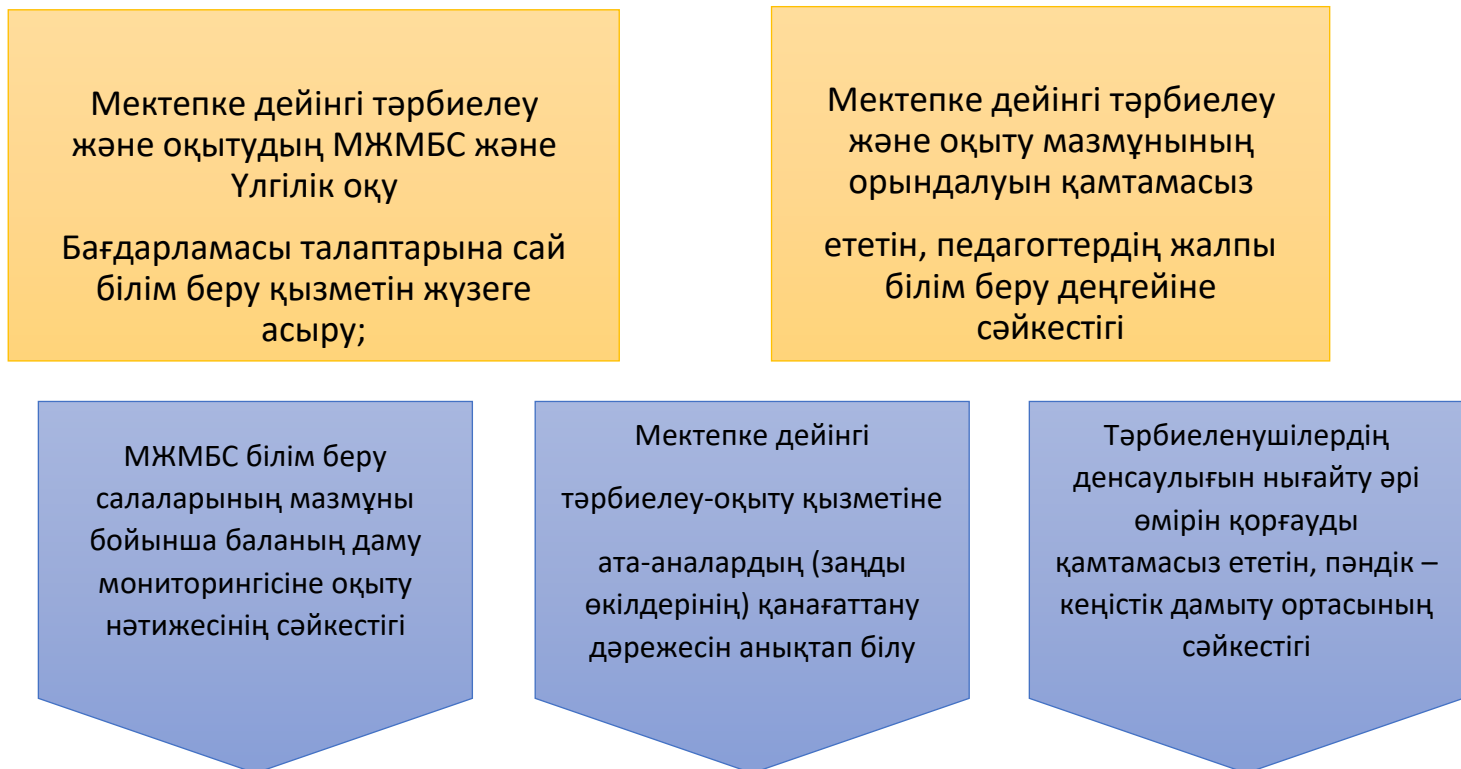 Мектепке дейінгі тәрбиелеу
және оқытудың МЖМБС және
Үлгілік оқу
Бағдарламасы талаптарына сай
білім беру қызметін жүзеге
асыру;
Мектепке дейінгі тәрбиелеу
және оқыту мазмұнының
орындалуын қамтамасыз
ететін, педагогтердің жалпы
білім беру деңгейіне
сәйкестігі
МЖМБС білім беру
салаларының мазмұны
бойынша баланың даму
мониторингісіне оқыту
нәтижесінің сәйкестігі
Мектепке дейінгі
тәрбиелеу-оқыту қызметіне
ата-аналардың (заңды
өкілдерінің) қанағаттану
дәрежесін анықтап білу
Тәрбиеленушілердің
денсаулығын нығайту әрі
өмірін қорғауды
қамтамасыз ететін, пәндік –
кеңістік дамыту ортасының
сәйкестігі